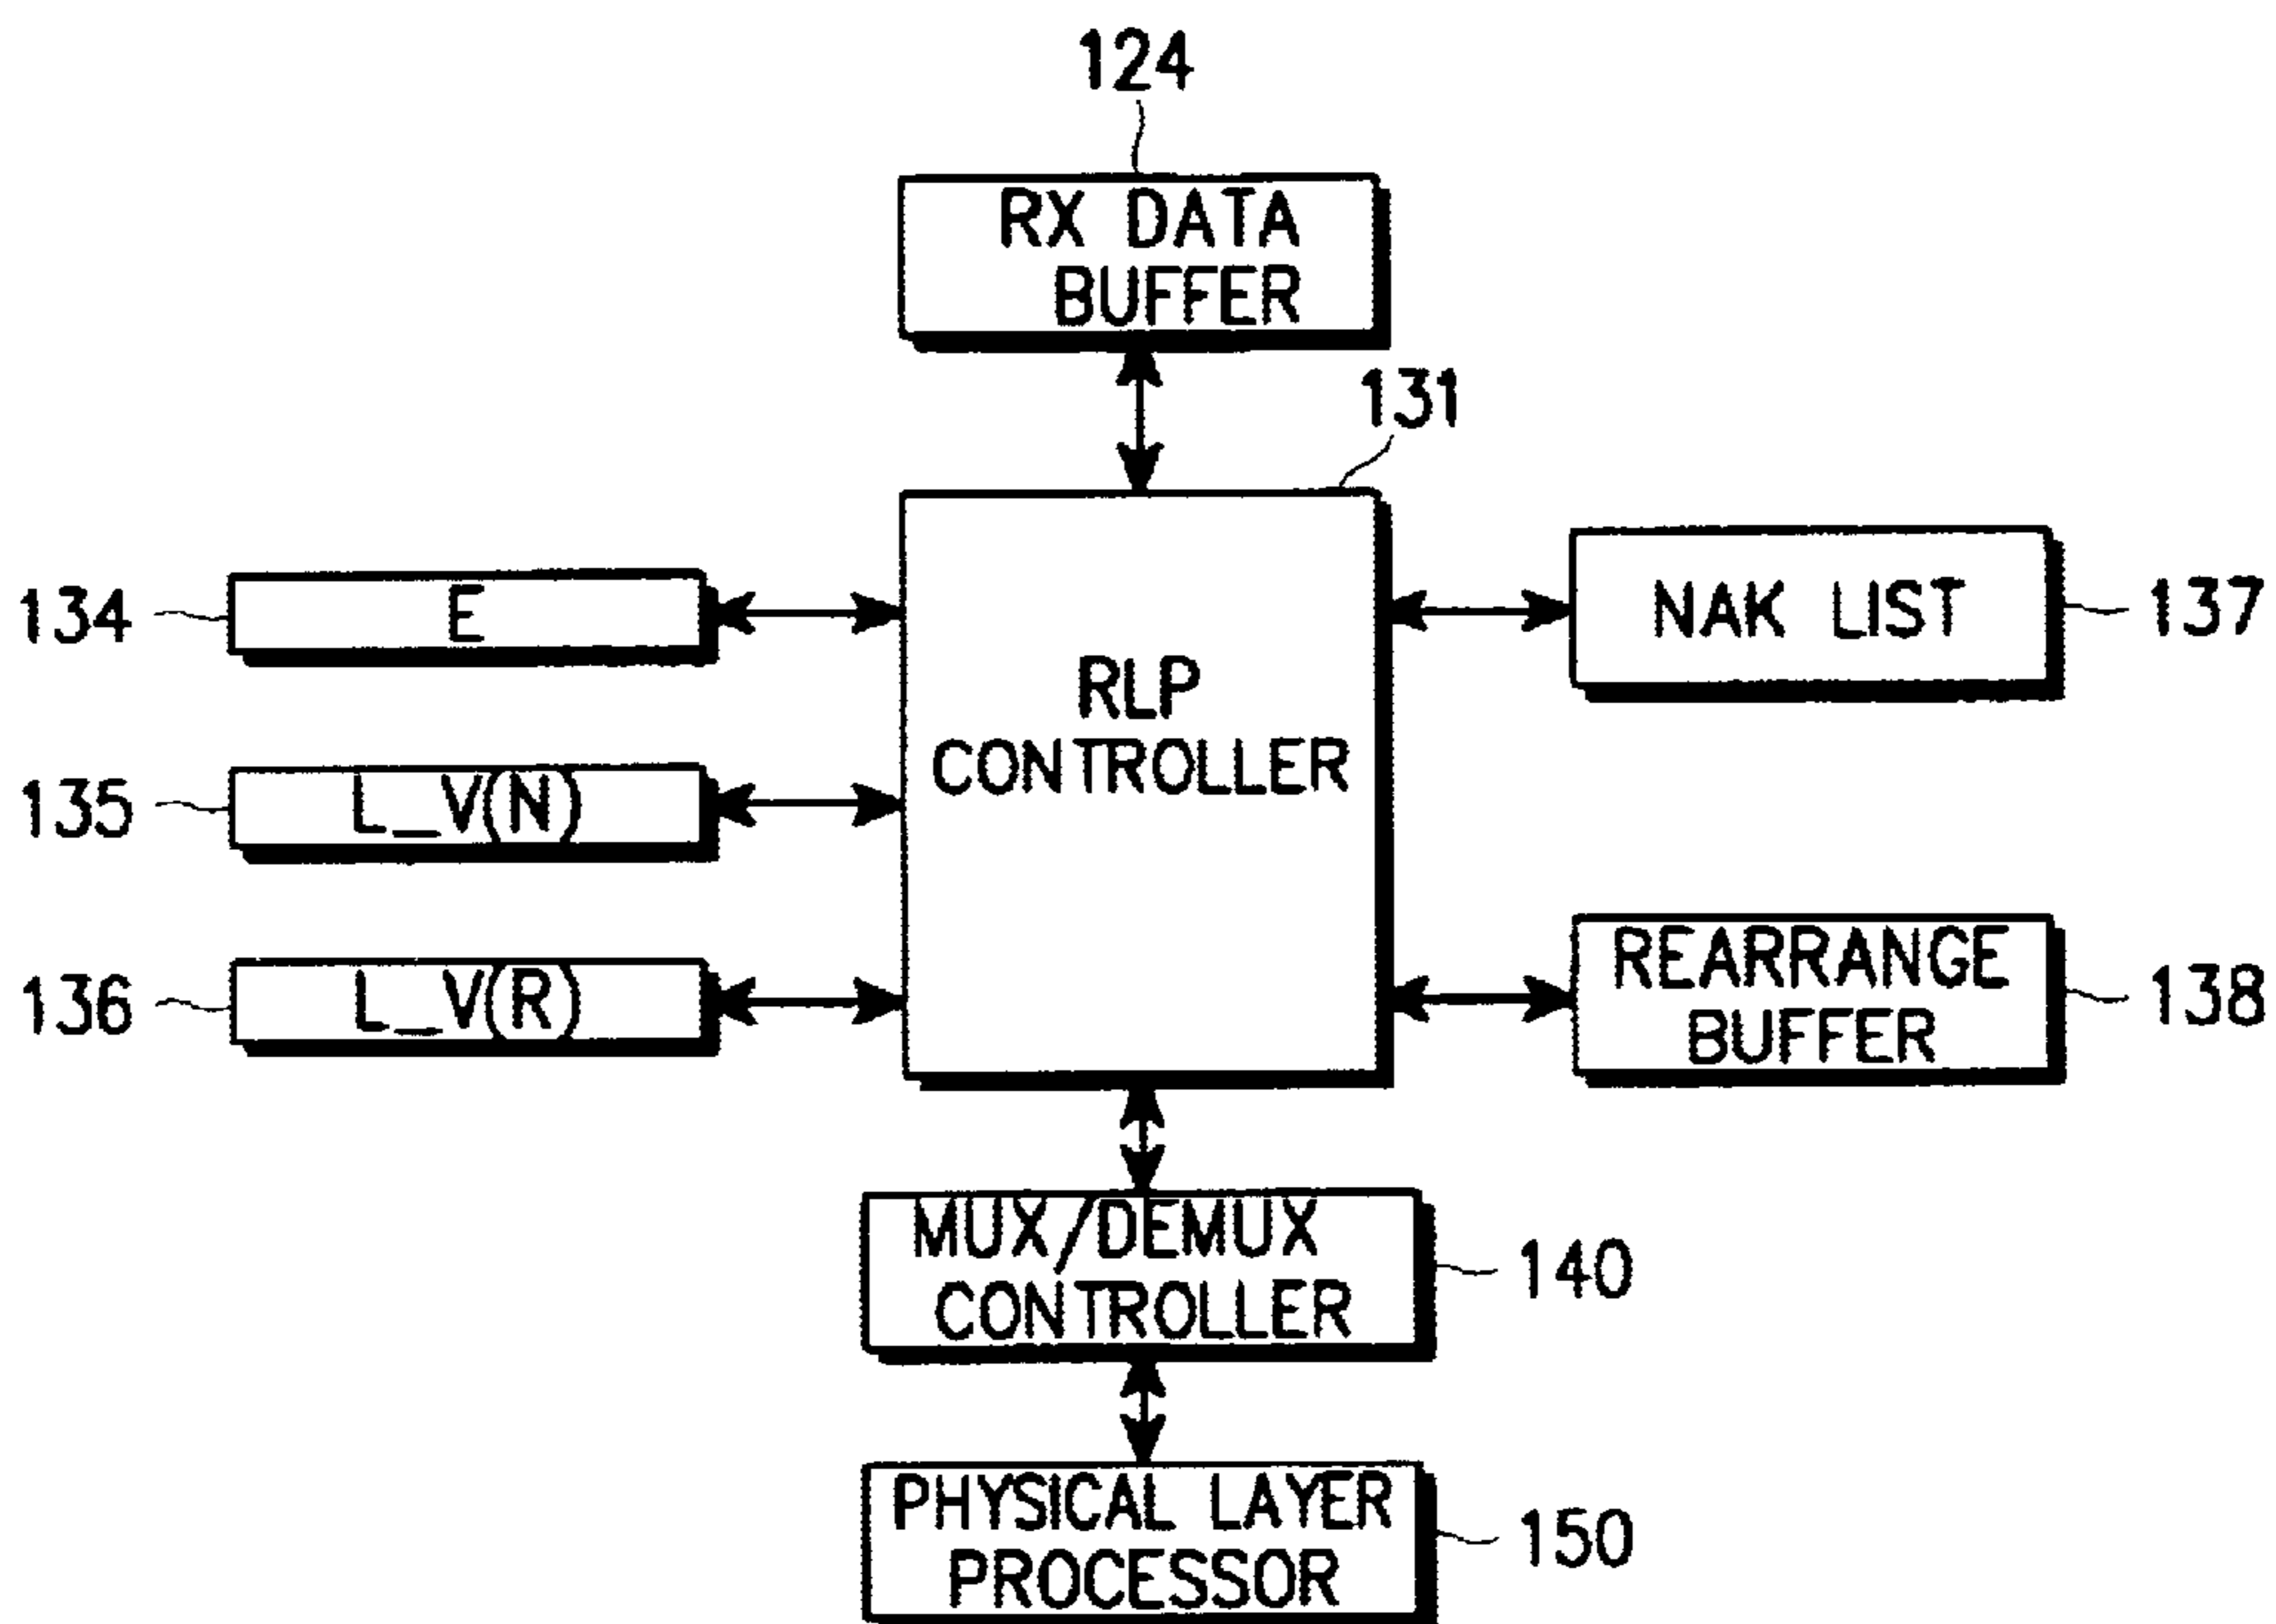 124
RX DATA
BUFFER
131
134
E
RLP
CONTROLLER
NAK LIST
137
135
L_V(N)
136
L_V(R)
REARRANGE
BUFFER
138
MUX/DEMUX
CONTROLLER
140
PHYSICAL LAYER
PROCESSOR
150